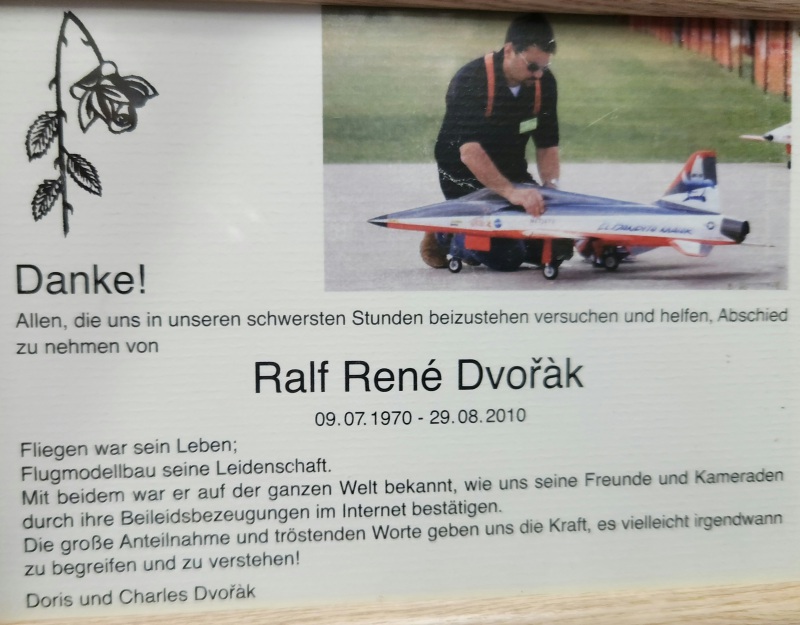 Danke!
Allen, die uns in unseren schwersten Stunden beizustehen versuchen und helfen, Abschied
zu nehmen von
Ralf René Dvořàk
09.07.1970 - 29.08.2010
Fliegen war sein Leben;
Flugmodellbau seine Leidenschaft.
Mit beidem war er auf der ganzen Welt bekannt, wie uns seine Freunde und Kameraden
durch ihre Beileidsbezeugungen im Internet bestätigen.
Die große Anteilnahme und tröstenden Worte geben uns die Kraft, es vielleicht irgendwann
zu begreifen und zu verstehen!
Doris und Charles Dvořàk